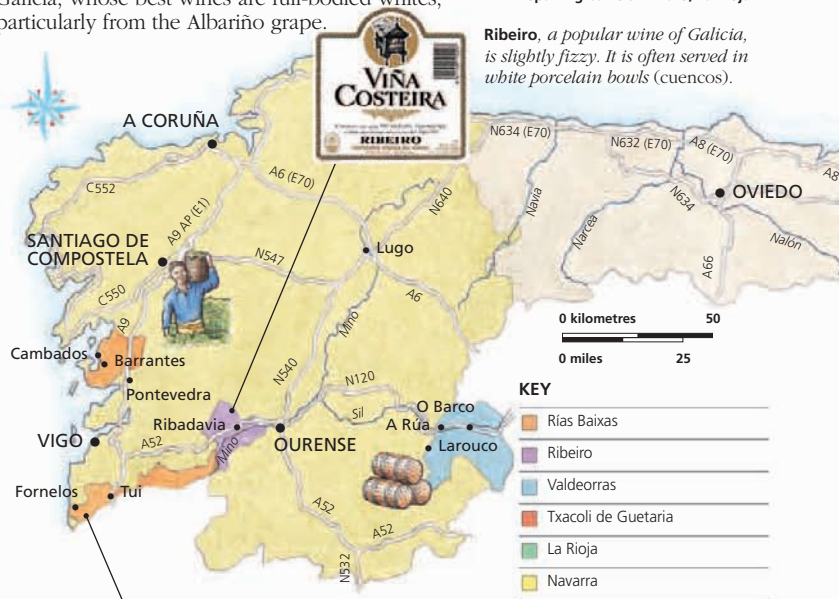 Galicia, whose best wines are full-bodied whites,
particularly from the Albariño grape.
Ribeiro, a popular wine of Galicia,
is slightly fizzy. It is often served in
white porcelain bowls (cuencos).
VIÑA
COSTEIRA
RIBEIRO
A CORUÑA
C552
A6 (E70)
A9 AP (E1)
N640
N634 (E70)
N632 (E70)
A8 (E70)
A8
N634
OVIEDO
Navia
Narcea
Nalón
A66
SANTIAGO DE
COMPOSTELA
N547
Lugo
C550
A6
A9
Miño
0 kilometres 50
0 miles 25
Cambados
Barrantes
Pontevedra
N540
N120
Sil
O Barco
A Rúa
Larouco
Ribadavia
VIGO
A52
Miño
OURENSE
Fornelos
Tui
A52
A52
N532
KEY
Rías Baixas
Ribeiro
Valdeorras
Txacoli de Guetaria
La Rioja
Navarra